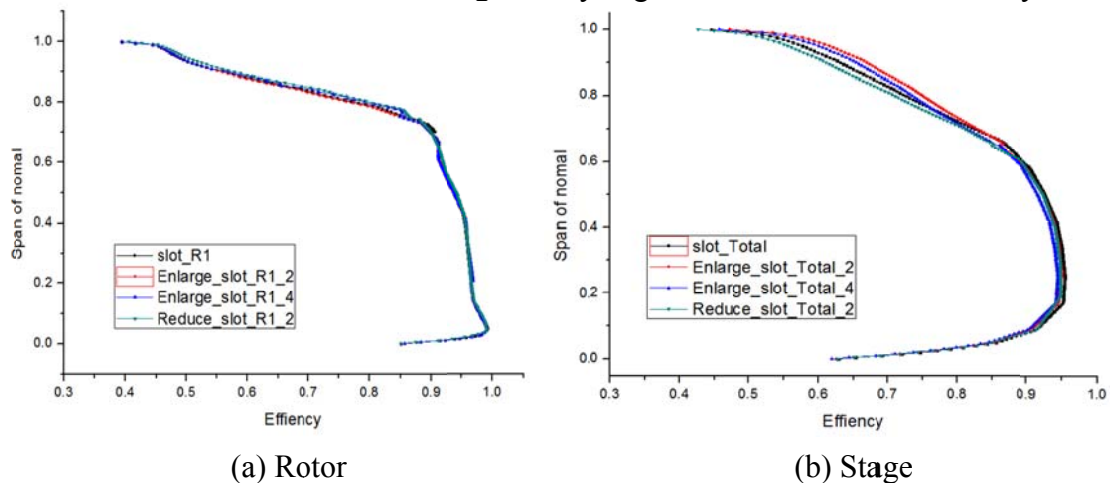 1.0
0.8
0.6
0.4
0.2
0.0
Span of nomal
slot_R1
Enlarge_slot_R1_2
Enlarge_slot_R1_4
Reduce_slot_R1_2
0.3 0.4 0.5 0.6 0.7 0.8 0.9 1.0
Effiency
(a) Rotor
1.0
0.8
0.6
0.4
0.2
0.0
Span of nomal
slot_Total
Enlarge_slot_Total_2
Enlarge_slot_Total_4
Reduce_slot_Total_2
0.3 0.4 0.5 0.6 0.7 0.8 0.9 1.0
Effiency
(b) Stage